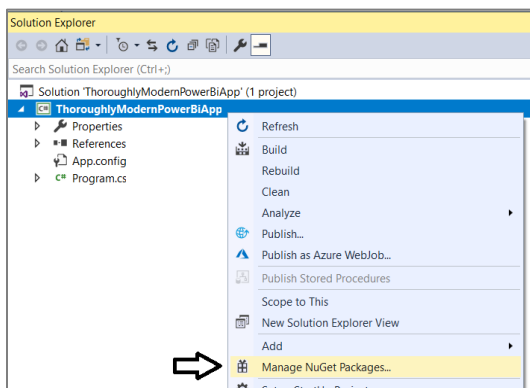 Solution Explorer
Search Solution Explorer (Ctrl+;)
Solution 'ThoroughlyModernPowerBiApp' (1 project)
C# ThoroughlyModernPowerBiApp
Properties
References
App.config
C# Program.cs
Refresh
Build
Rebuild
Clean
Analyze
Publish...
Publish as Azure WebJob...
Publish Stored Procedures
Scope to This
New Solution Explorer View
Add
Manage NuGet Packages...